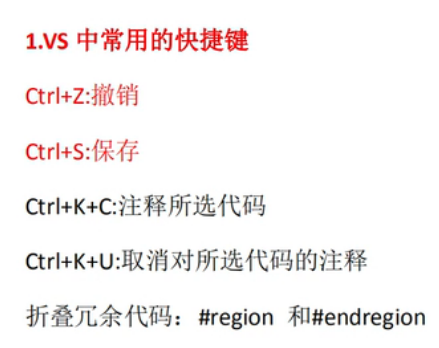 1.VS 中常用的快捷键
Ctrl+Z:撤销
Ctrl+S:保存
Ctrl+K+C:注释所选代码
Ctrl+K+U:取消对所选代码的注释
折叠冗余代码：#region 和#endregion